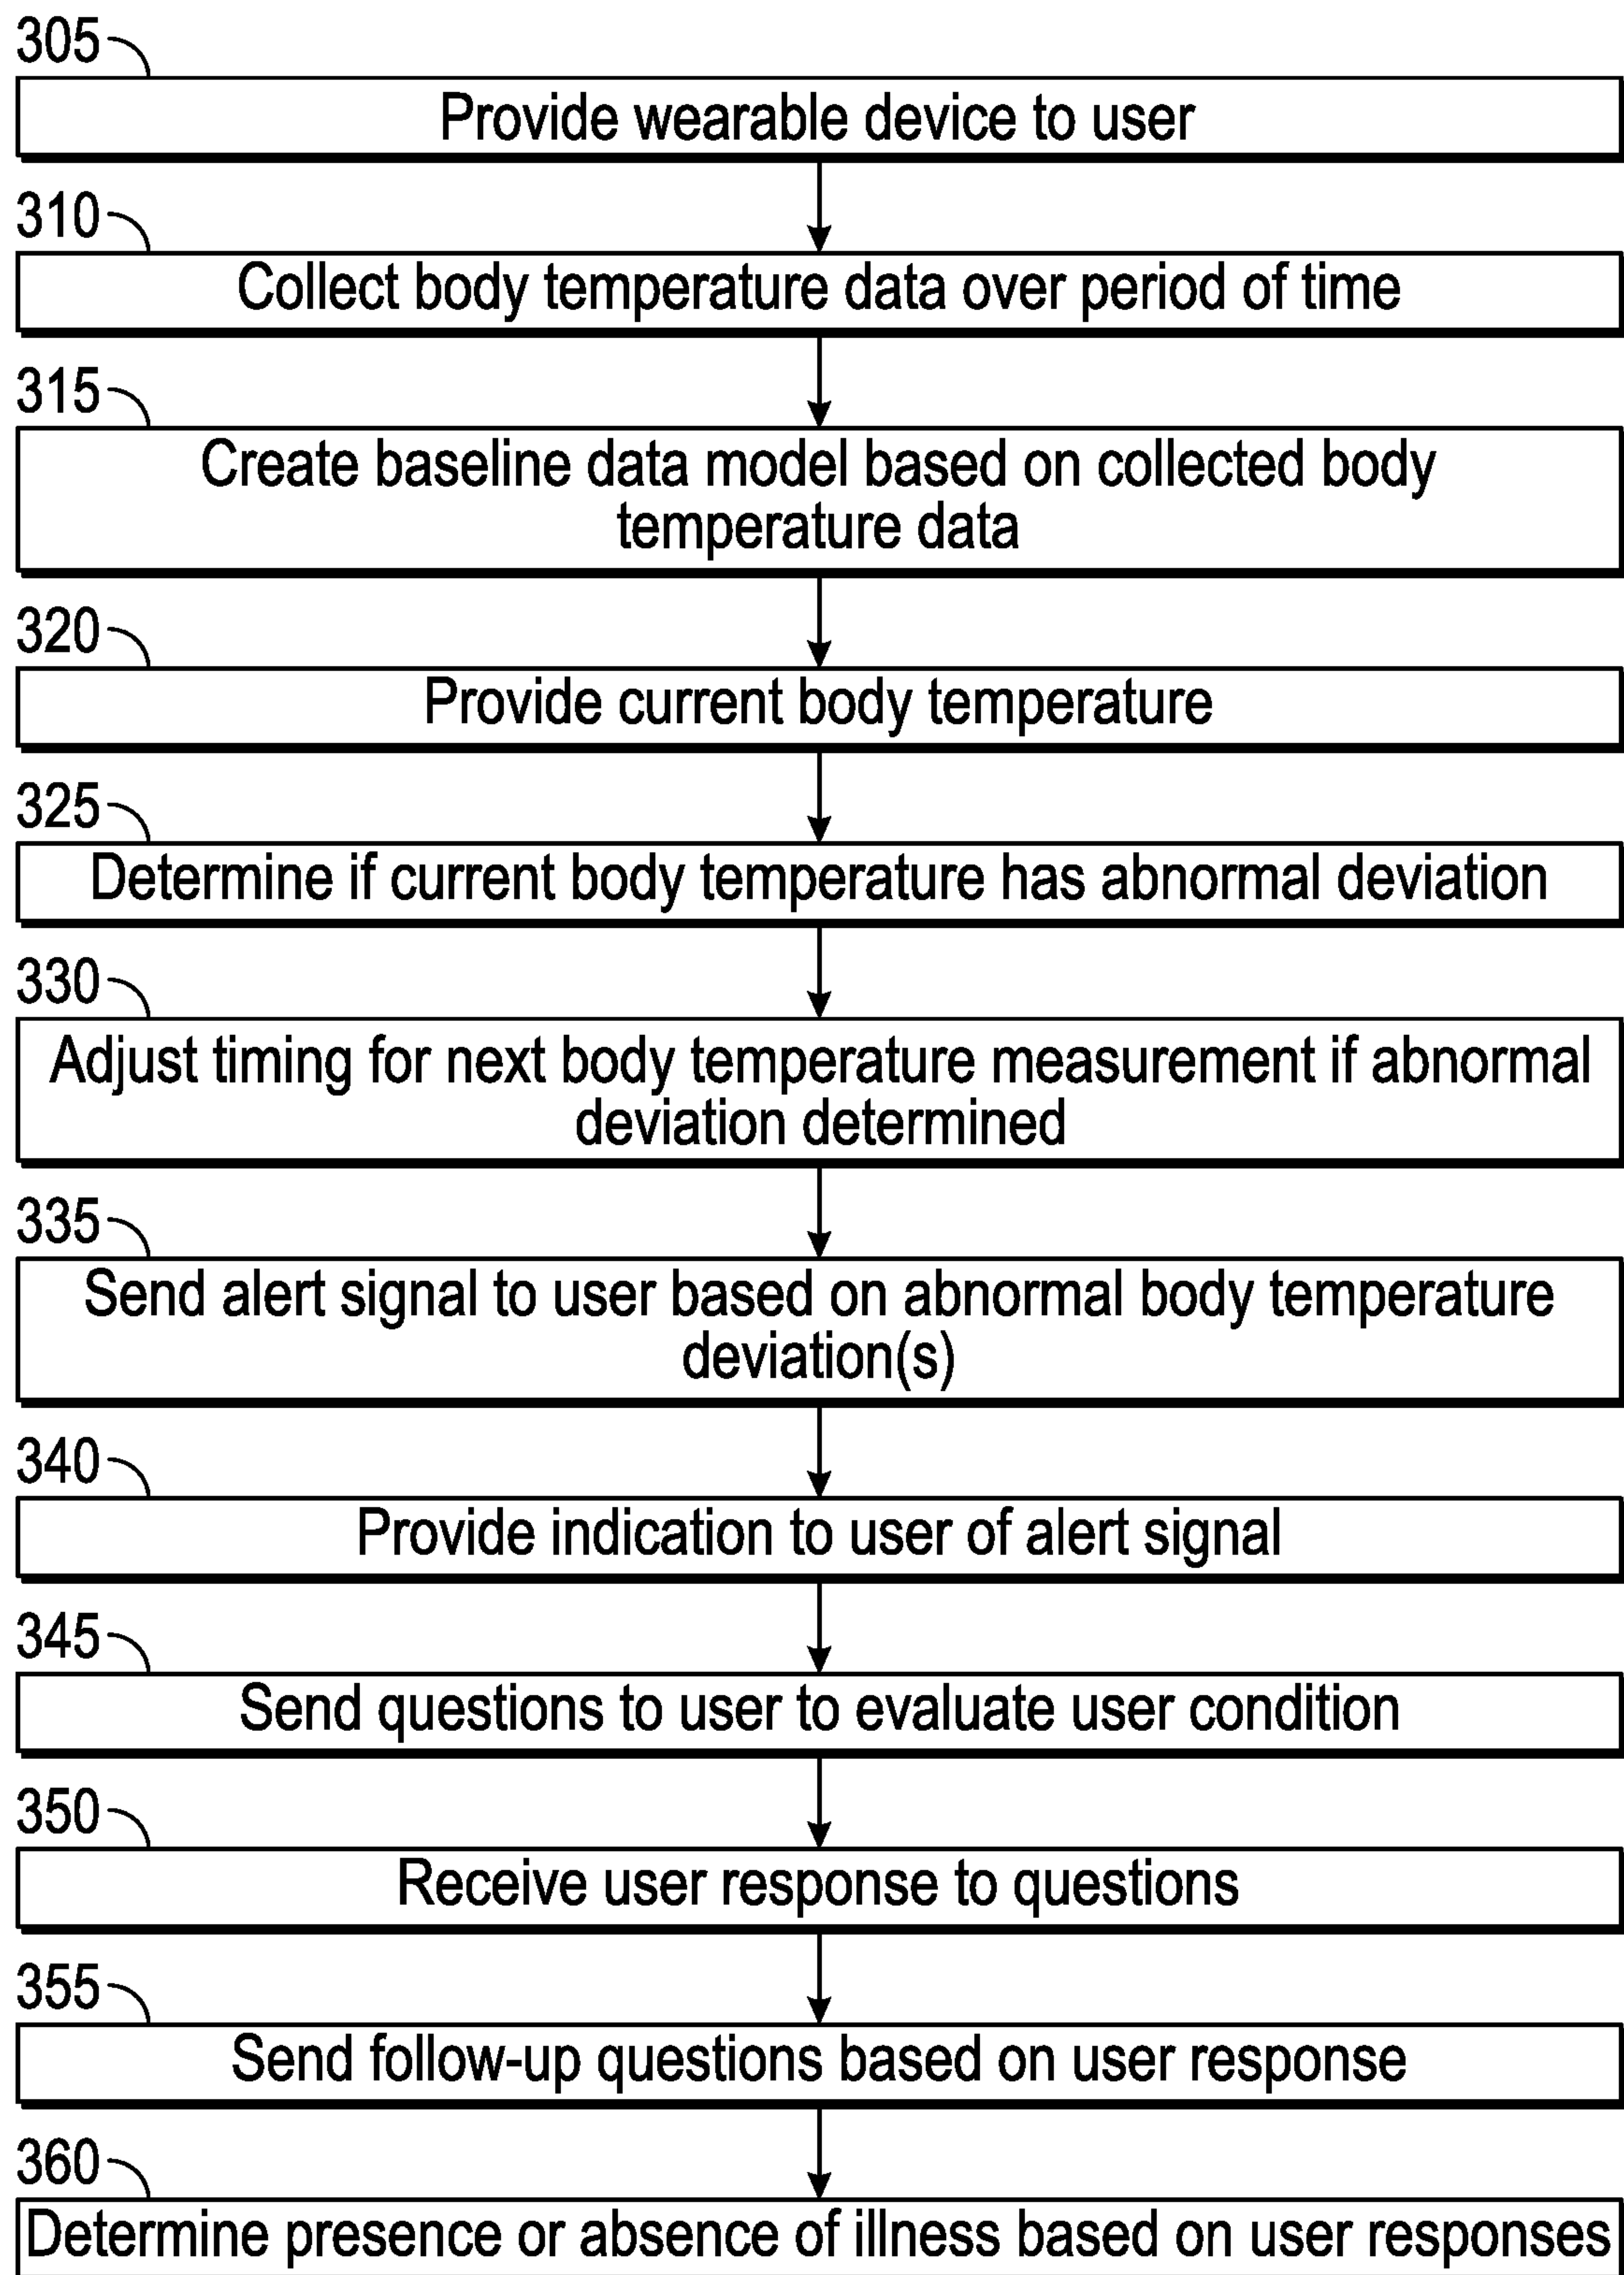 305
Provide wearable device to user
310
Collect body temperature data over period of time
315
Create baseline data model based on collected body
temperature data
320
Provide current body temperature
325
Determine if current body temperature has abnormal deviation
330
Adjust timing for next body temperature measurement if abnormal
deviation determined
335
Send alert signal to user based on abnormal body temperature
deviation(s)
340
Provide indication to user of alert signal
345
Send questions to user to evaluate user condition
350
Receive user response to questions
355
Send follow-up questions based on user response
360
Determine presence or absence of illness based on user responses